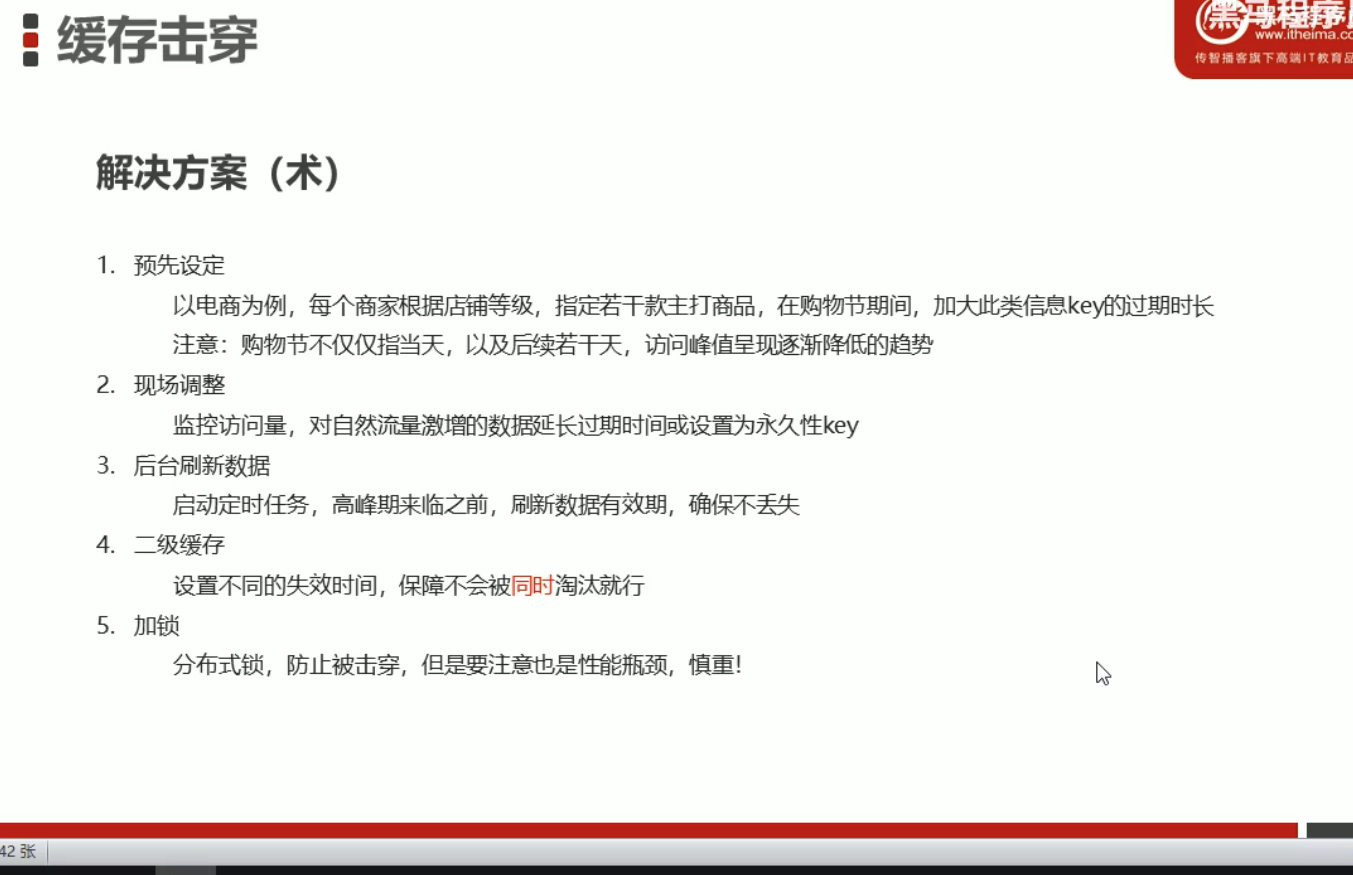 缓存击穿
www.itheima.co
传智播客旗下高端IT教育品
解决方案（术）
1. 预先设定
以电商为例，每个商家根据店铺等级，指定若干款主打商品，在购物节期间，加大此类信息key的过期时长
注意：购物节不仅仅指当天，以及后续若干天，访问峰值呈现逐渐降低的趋势
2. 现场调整
监控访问量，对自然流量激增的数据延长过期时间或设置为永久性key
3. 后台刷新数据
启动定时任务，高峰期来临之前，刷新数据有效期，确保不丢失
4. 二级缓存
设置不同的失效时间，保障不会被同时淘汰就行
5. 加锁
分布式锁，防止被击穿，但是要注意也是性能瓶颈，慎重！
42 张